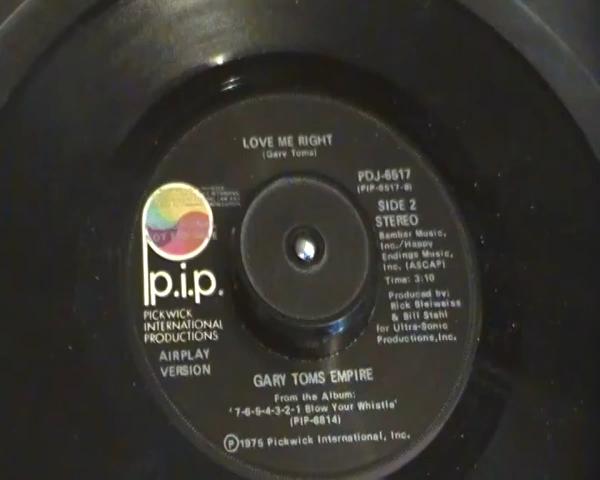 LOVE ME RIGHT
(Gary Toms)
PDJ-6517
(PIP-6517-B)
SIDE 2
STEREO
Bambar Music,
Inc./Happy
Endings Music,
Inc. (ASCAP)
Time: 3:10
Produced by:
Rick Bleiweiss
& Bill Stahl
for Ultra-Sonic
Productions,Inc.
p.i.p.
PICKWICK
INTERNATIONAL
PRODUCTIONS
AIRPLAY
VERSION
GARY TOMS EMPIRE
From the Album:
'7-6-5-4-3-2-1 Blow Your Whistle'
(PIP-6814)
Ⓟ1975 Pickwick International, Inc.